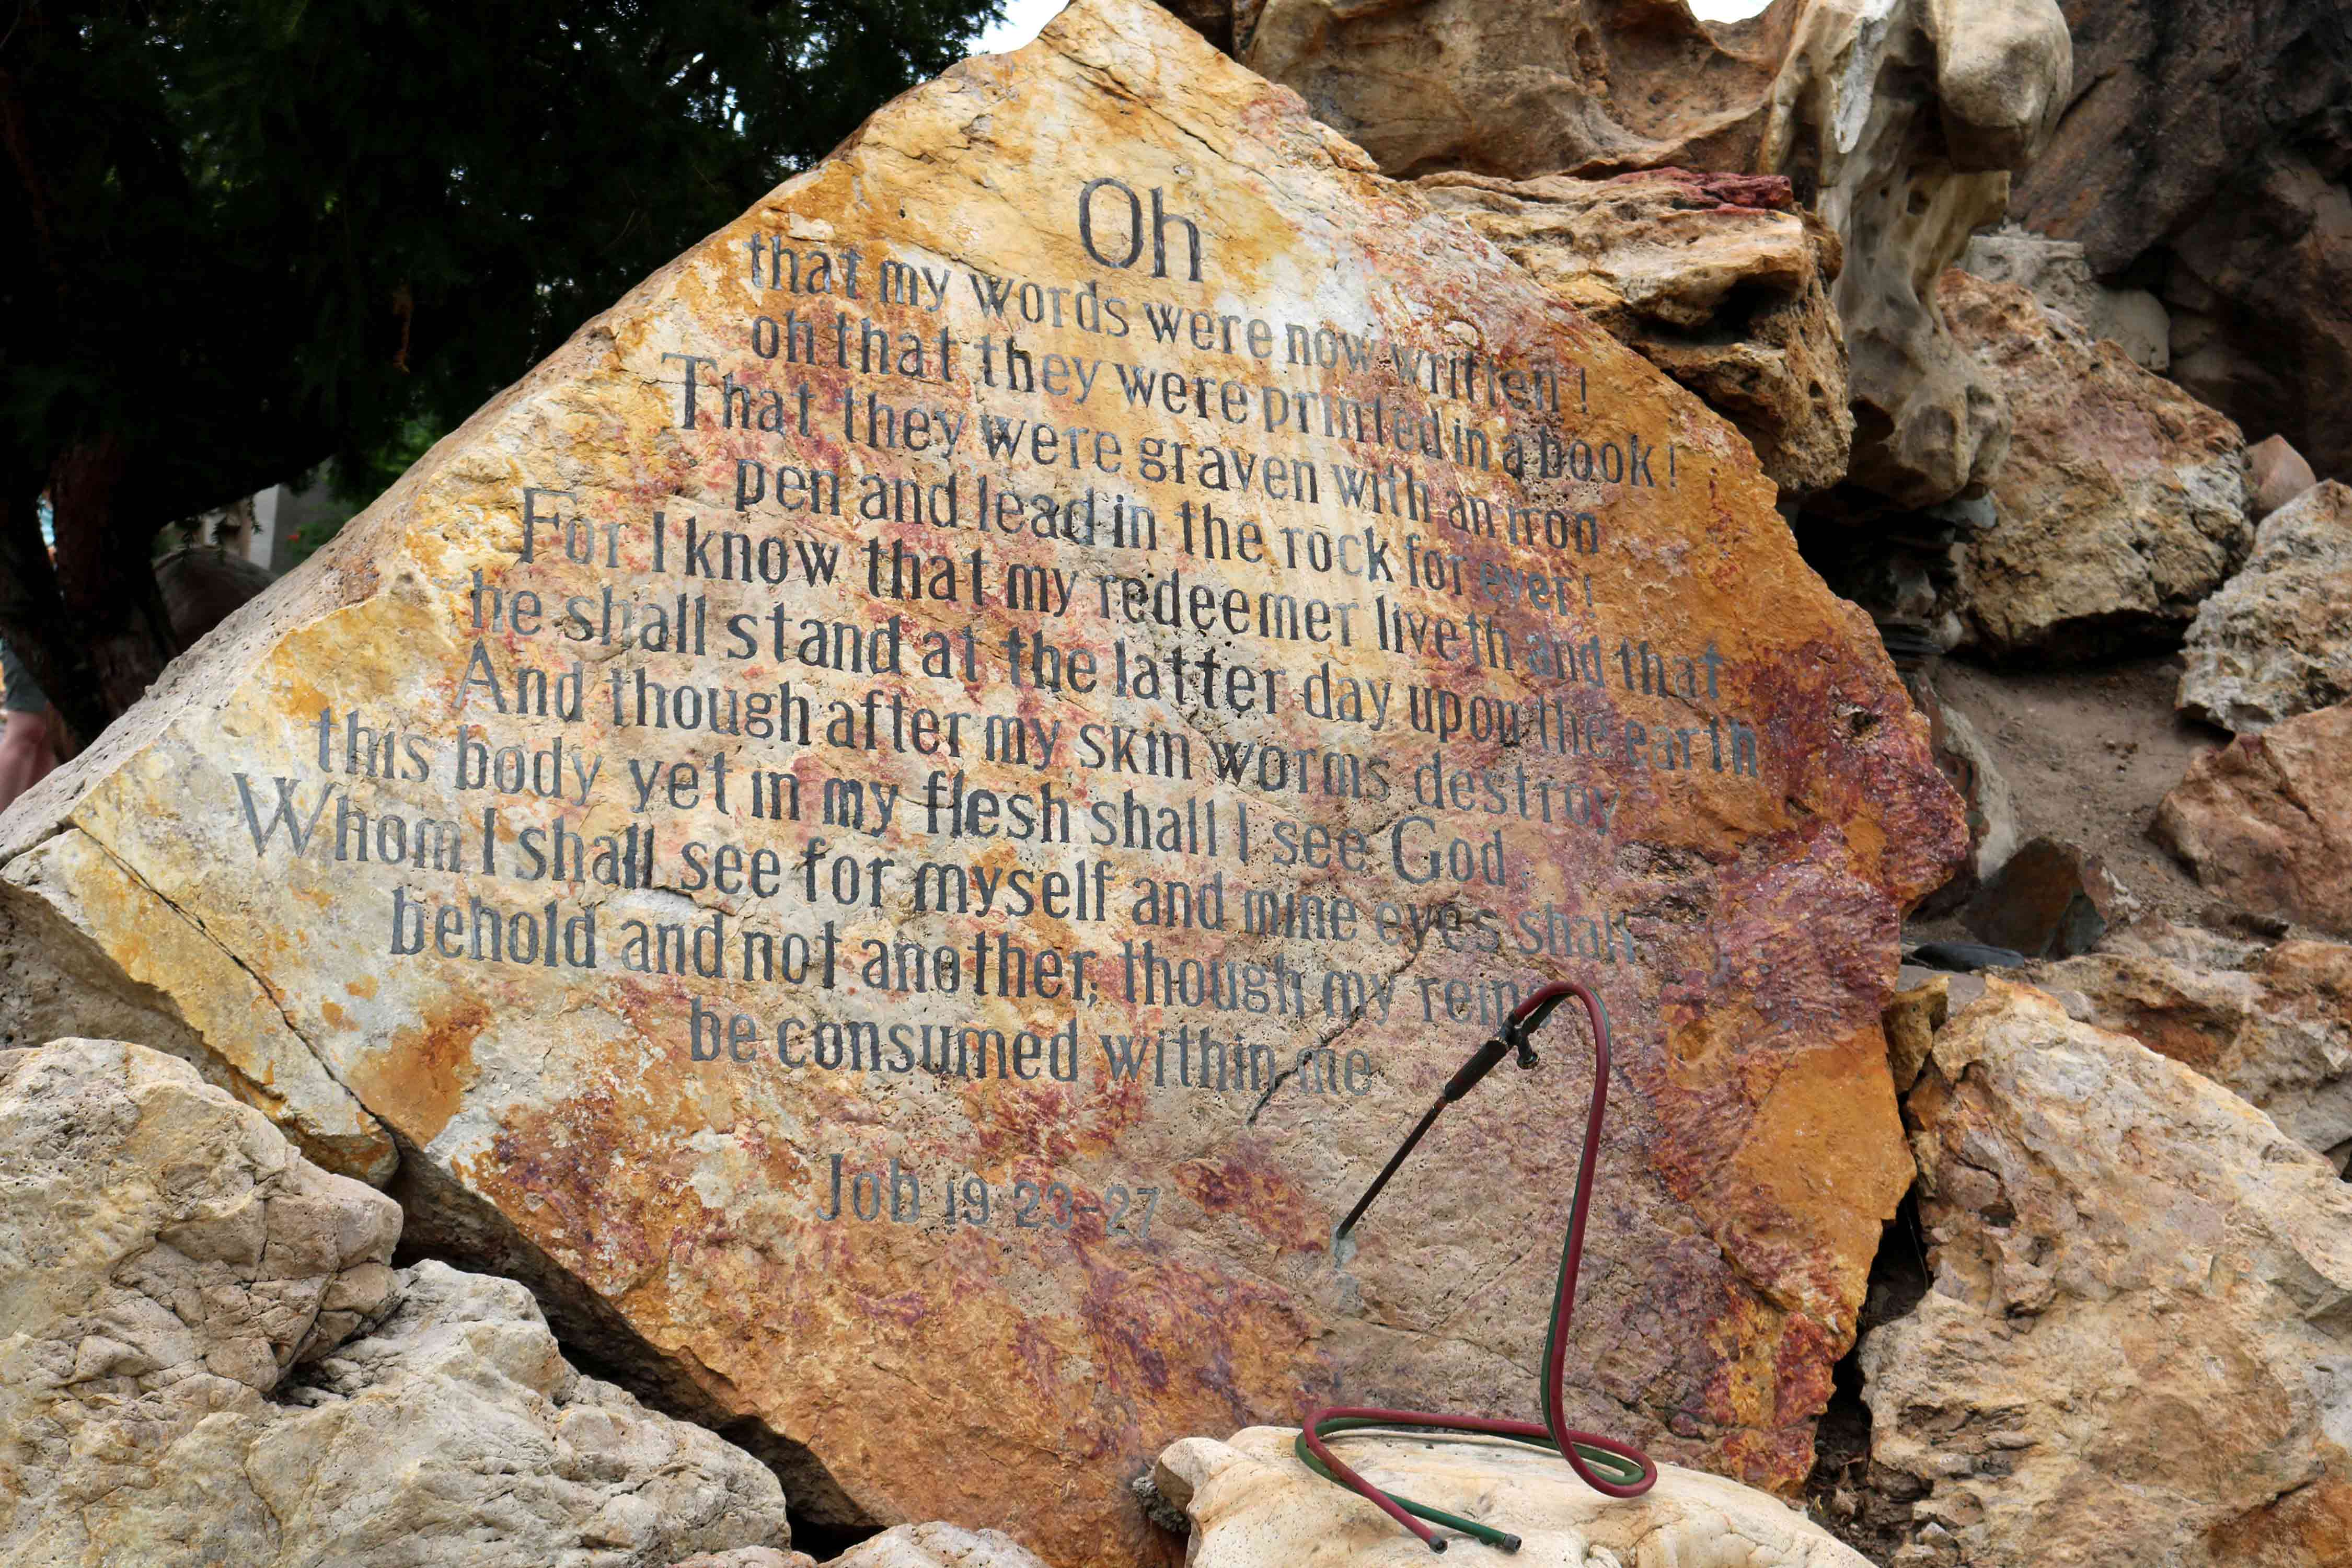 Oh
that my words were now written!
oh that they were printed in a book!
That they were graven with an iron
pen and lead in the rock for ever!
For I know that my redeemer liveth and that
he shall stand at the latter day upon the earth
And though after my skin worms destroy
this body yet in my flesh shall I see God
Whom I shall see for myself and mine eyes shall
behold and not another; though my reins
be consumed within me
Job 19 23-27